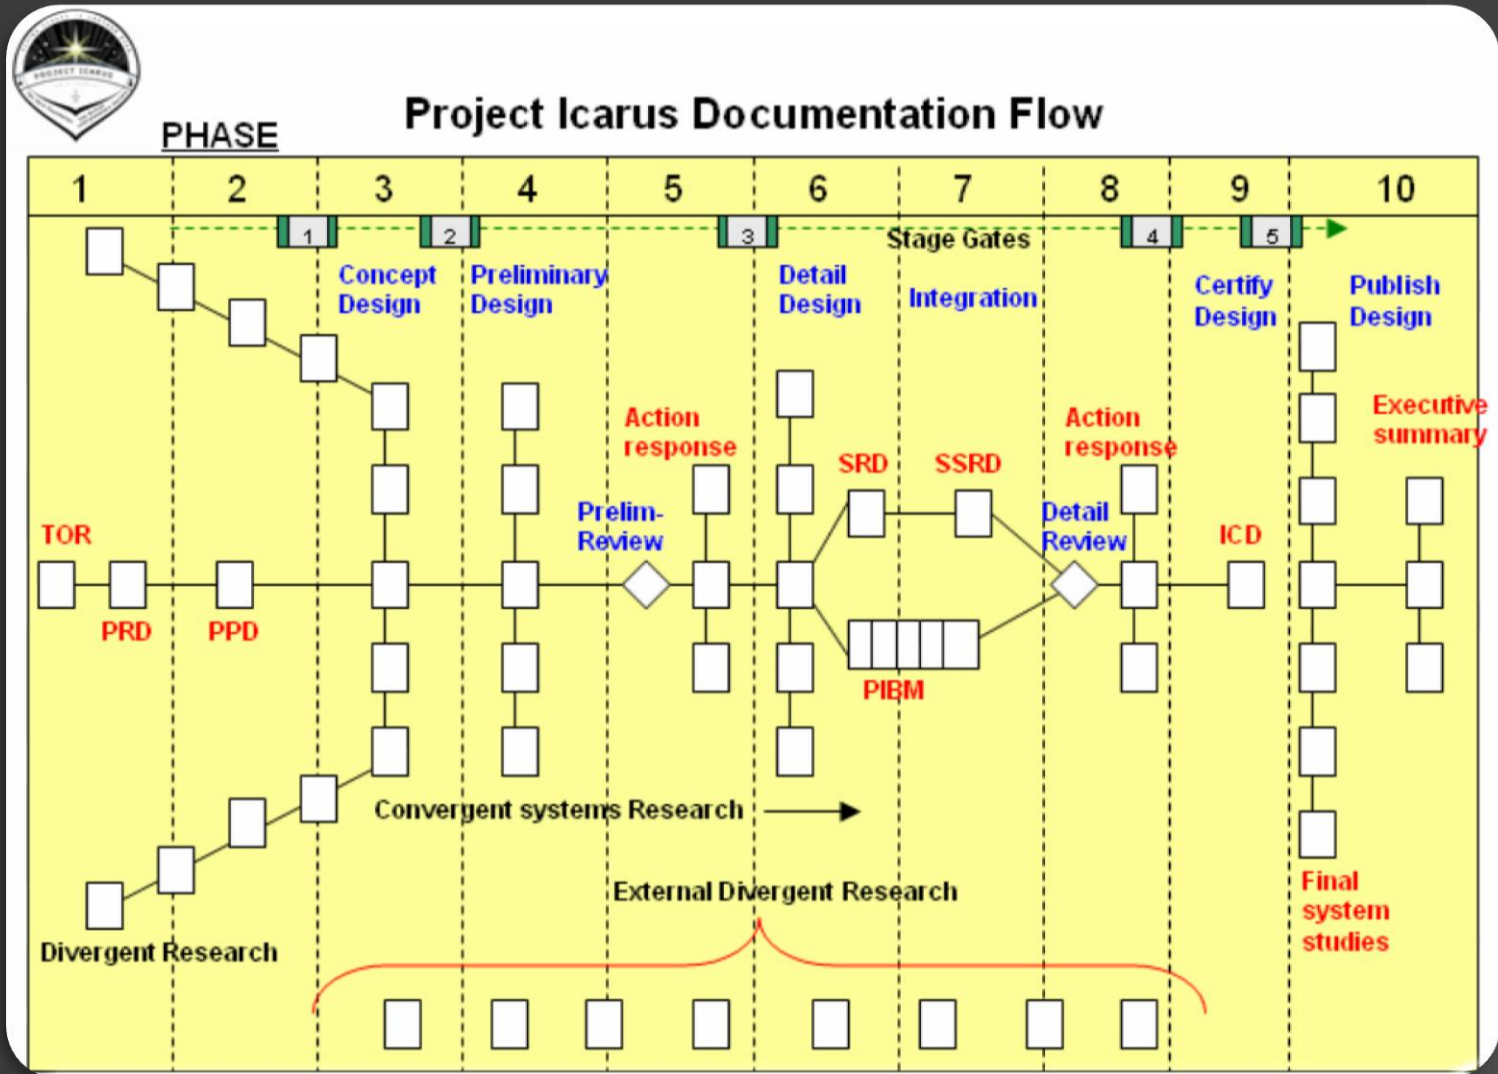 PROJECT ICARUS
Project Icarus Documentation Flow
PHASE
1 2 3 4 5 6 7 8 9 10
1 2 3 4 5
Stage Gates
Concept
Design
Preliminary
Design
Detail
Design
Integration
Certify
Design
Publish
Design
Action
response
Action
response
Executive
summary
SRD
SSRD
Prelim-
Review
Detail
Review
TOR
ICD
PRD
PPD
PIBM
Convergent systems Research
External Divergent Research
Final
system
studies
Divergent Research